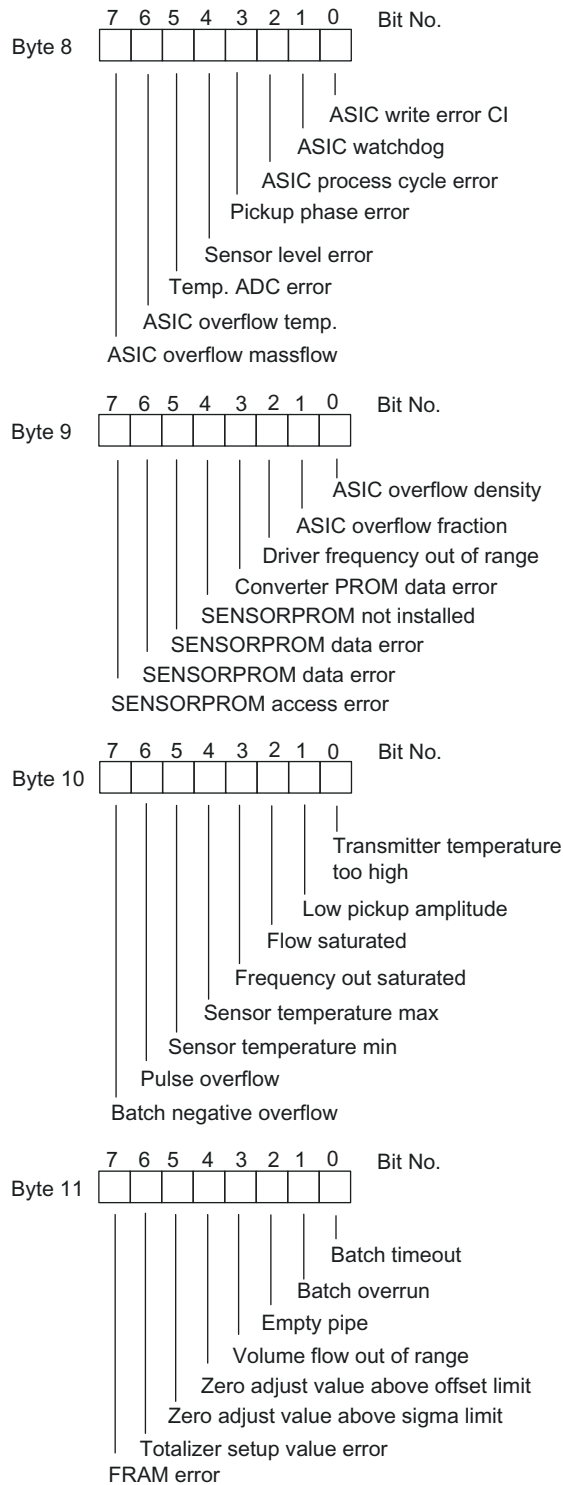 7 6 5 4 3 2 1 0 Bit No.
Byte 8
ASIC write error CI
ASIC watchdog
ASIC process cycle error
Pickup phase error
Sensor level error
Temp. ADC error
ASIC overflow temp.
ASIC overflow massflow
7 6 5 4 3 2 1 0 Bit No.
Byte 9
ASIC overflow density
ASIC overflow fraction
Driver frequency out of range
Converter PROM data error
SENSORPROM not installed
SENSORPROM data error
SENSORPROM data error
SENSORPROM access error
7 6 5 4 3 2 1 0 Bit No.
Byte 10
Transmitter temperature
too high
Low pickup amplitude
Flow saturated
Frequency out saturated
Sensor temperature max
Sensor temperature min
Pulse overflow
Batch negative overflow
7 6 5 4 3 2 1 0 Bit No.
Byte 11
Batch timeout
Batch overrun
Empty pipe
Volume flow out of range
Zero adjust value above offset limit
Zero adjust value above sigma limit
Totalizer setup value error
FRAM error